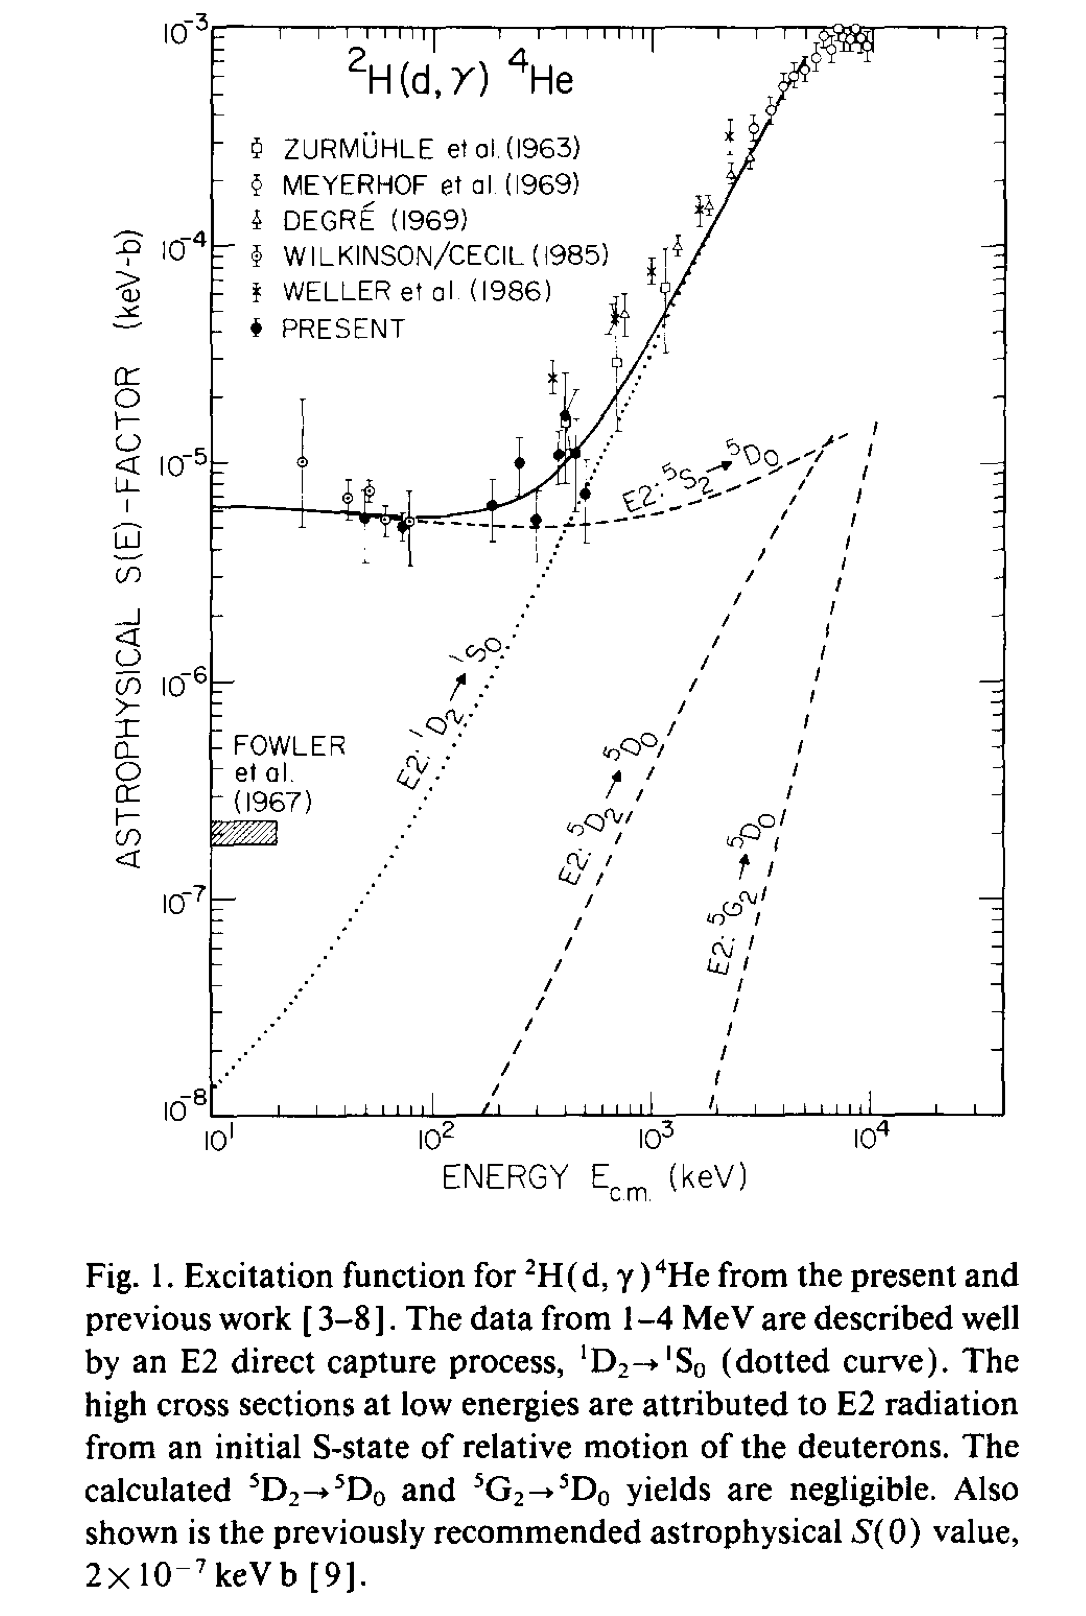 ²H(d,γ) ⁴He
ZURMÜHLE et al. (1963)
MEYERHOF et al. (1969)
DEGRÉ (1969)
WILKINSON/CECIL (1985)
WELLER et al. (1986)
PRESENT
ASTROPHYSICAL S(E)-FACTOR (keV-b)
10⁻³
10⁻⁴
10⁻⁵
10⁻⁶
10⁻⁷
10⁻⁸
E2: ⁵S₂→⁵D₀
E2: ¹D₂→¹S₀
E2: ⁵D₂→⁵D₀
E2: ⁵G₂→⁵D₀
FOWLER
et al.
(1967)
10¹ 10² 10³ 10⁴
ENERGY E_c.m. (keV)
Fig. 1. Excitation function for ²H(d, γ)⁴He from the present and
previous work [3–8]. The data from 1–4 MeV are described well
by an E2 direct capture process, ¹D₂→¹S₀ (dotted curve). The
high cross sections at low energies are attributed to E2 radiation
from an initial S-state of relative motion of the deuterons. The
calculated ⁵D₂→⁵D₀ and ⁵G₂→⁵D₀ yields are negligible. Also
shown is the previously recommended astrophysical S(0) value,
2×10⁻⁷ keV b [9].